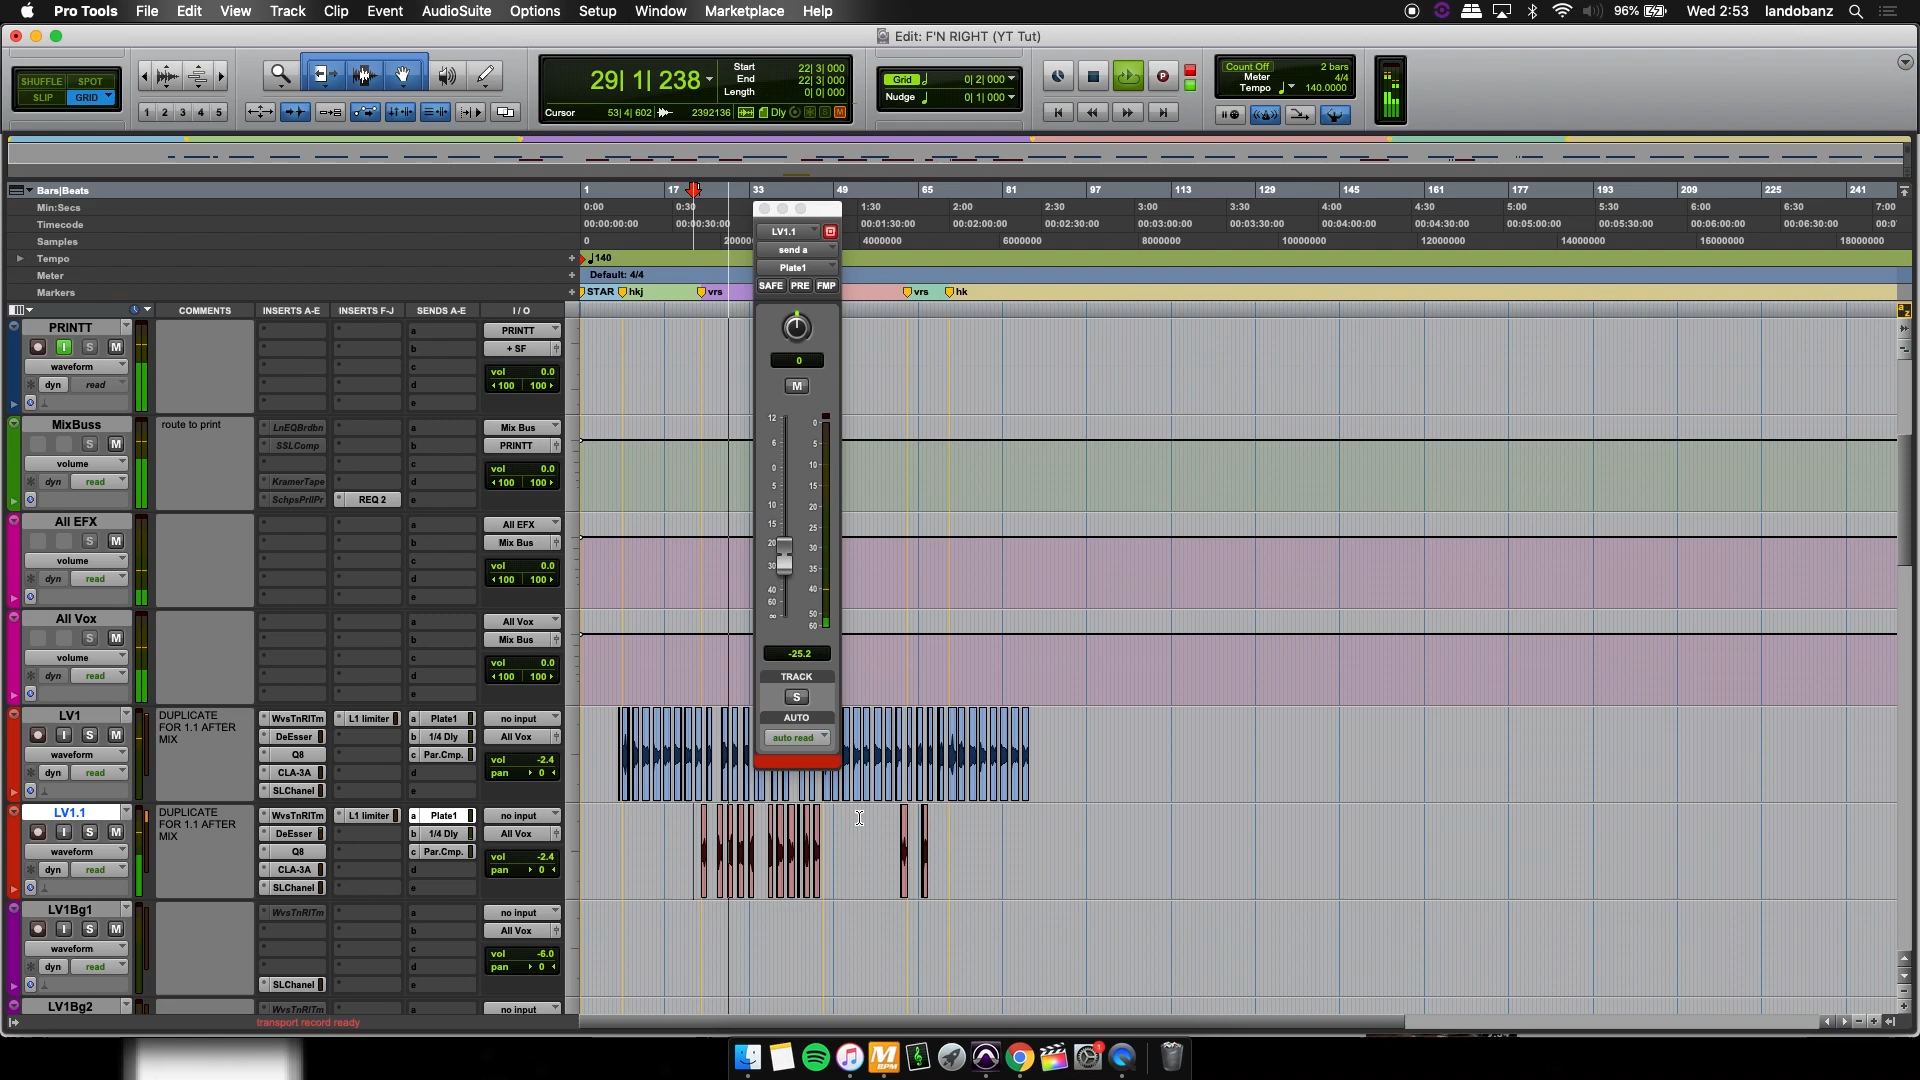 Pro Tools File Edit View Track Clip Event AudioSuite Options Setup Window Marketplace Help 96% Wed 2:53 landobanz
Edit: F'N RIGHT (YT Tut)
SHUFFLE SPOT
SLIP GRID
1 2 3 4 5
29| 1| 238
Start 22| 3| 000
End 22| 3| 000
Length 0| 0| 000
Cursor 53| 4| 602 2392136 Dly S M
Grid 0| 2| 000
Nudge 0| 1| 000
Count Off 2 bars
Meter 4/4
Tempo 140.0000
Bars|Beats 1 17 33 49 65 81 97 113 129 145 161 177 193 209 225 241
Min:Secs 0:00 0:30 1:30 2:00 2:30 3:00 3:30 4:00 4:30 5:00 5:30 6:00 6:30 7:00
Timecode 00:00:00:00 00:00:30:00 00:01:30:00 00:02:00:00 00:02:30:00 00:03:00:00 00:03:30:00 00:04:00:00 00:04:30:00 00:05:00:00 00:05:30:00 00:06:00:00 00:06:30:00 00:0
Samples 0 20000 4000000 6000000 8000000 10000000 12000000 14000000 16000000 18000000
Tempo 140
Meter Default: 4/4
Markers STAR hkj vrs vrs hk
COMMENTS INSERTS A-E INSERTS F-J SENDS A-E I / O
PRINTT
I S M
waveform
dyn read
a
b
c
d
e
PRINTT
+ SF
vol 0.0
100 100
MixBuss
S M
volume
dyn read
route to print
LnEQBrdbn
SSLComp
KramerTape
SchpsPrllPr
REQ 2
a
b
c
d
e
Mix Bus
PRINTT
vol 0.0
100 100
All EFX
S M
volume
dyn read
a
b
c
d
e
All EFX
Mix Bus
vol 0.0
100 100
All Vox
S M
volume
dyn read
a
b
c
d
e
All Vox
Mix Bus
vol 0.0
100 100
LV1
I S M
waveform
dyn read
DUPLICATE
FOR 1.1 AFTER
MIX
WvsTnRlTm
DeEsser
Q8
CLA-3A
SLChanel
L1 limiter
a Plate1
b 1/4 Dly
c Par.Cmp.
d
e
no input
All Vox
vol -2.4
pan 0
LV1.1
I S M
waveform
dyn read
DUPLICATE
FOR 1.1 AFTER
MIX
WvsTnRlTm
DeEsser
Q8
CLA-3A
SLChanel
L1 limiter
a Plate1
b 1/4 Dly
c Par.Cmp.
d
e
no input
All Vox
vol -2.4
pan 0
LV1Bg1
I S M
waveform
dyn read
WvsTnRlTm
SLChanel
a
b
c
d
e
no input
All Vox
vol -6.0
pan 0
LV1Bg2
WvsTnRlTm
a
no input
transport record ready
LV1.1
send a
Plate1
SAFE PRE FMP
0
M
12
6
0
5
10
15
20
30
40
60
∞
0
5
10
15
20
25
30
35
40
50
60
-25.2
TRACK
S
AUTO
auto read
a z
M
BPM
1